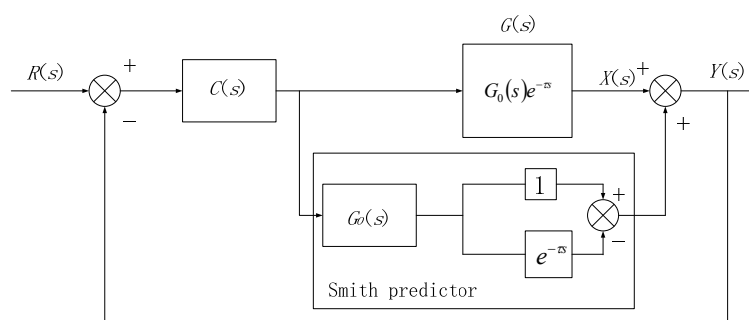 G(s)
R(s)
+
−
C(s)
G₀(s)e^{-τs}
X(s)
+
+
Y(s)
G₀(s)
1
e^{-τs}
+
−
Smith predictor